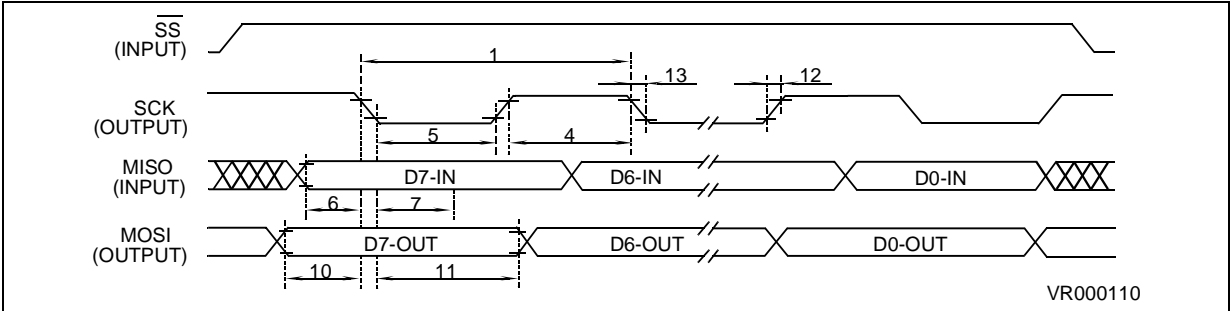 SS
(INPUT)
1
13
12
SCK
(OUTPUT)
5
4
MISO
(INPUT)
D7-IN
D6-IN
D0-IN
6
7
MOSI
(OUTPUT)
D7-OUT
D6-OUT
D0-OUT
10
11
VR000110